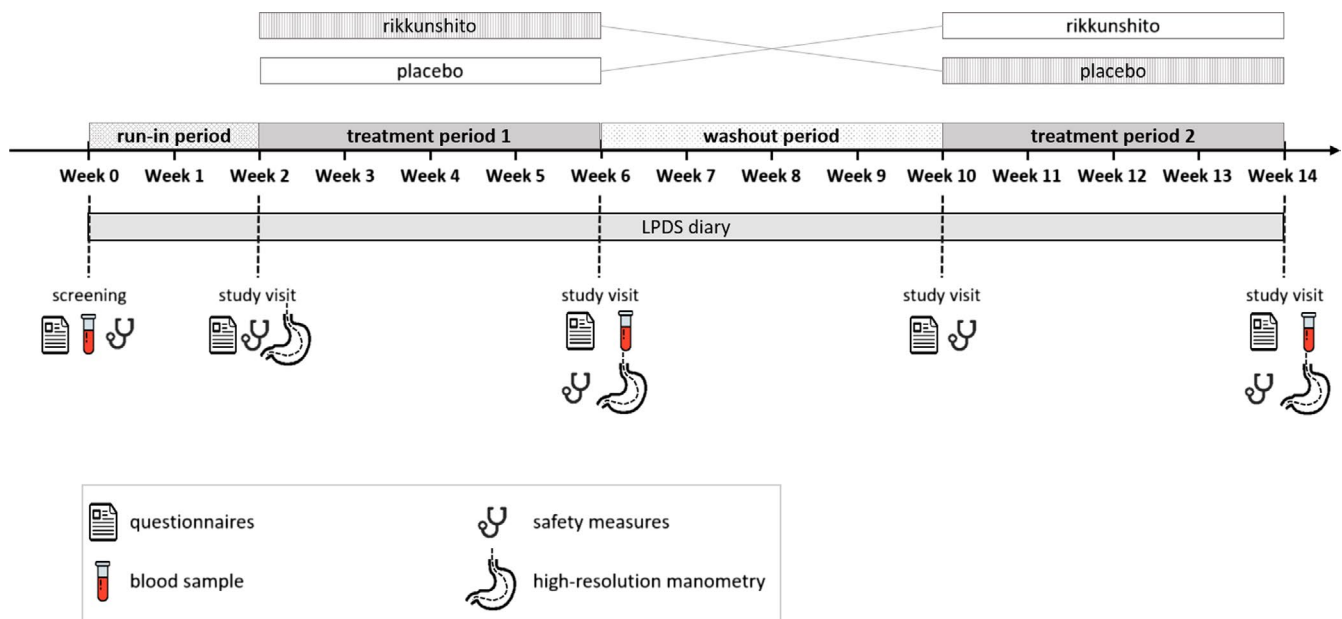 rikkunshito rikkunshito
placebo placebo
run-in period treatment period 1 washout period treatment period 2
Week 0 Week 1 Week 2 Week 3 Week 4 Week 5 Week 6 Week 7 Week 8 Week 9 Week 10 Week 11 Week 12 Week 13 Week 14
LPDS diary
screening study visit study visit study visit study visit
questionnaires safety measures
blood sample high-resolution manometry